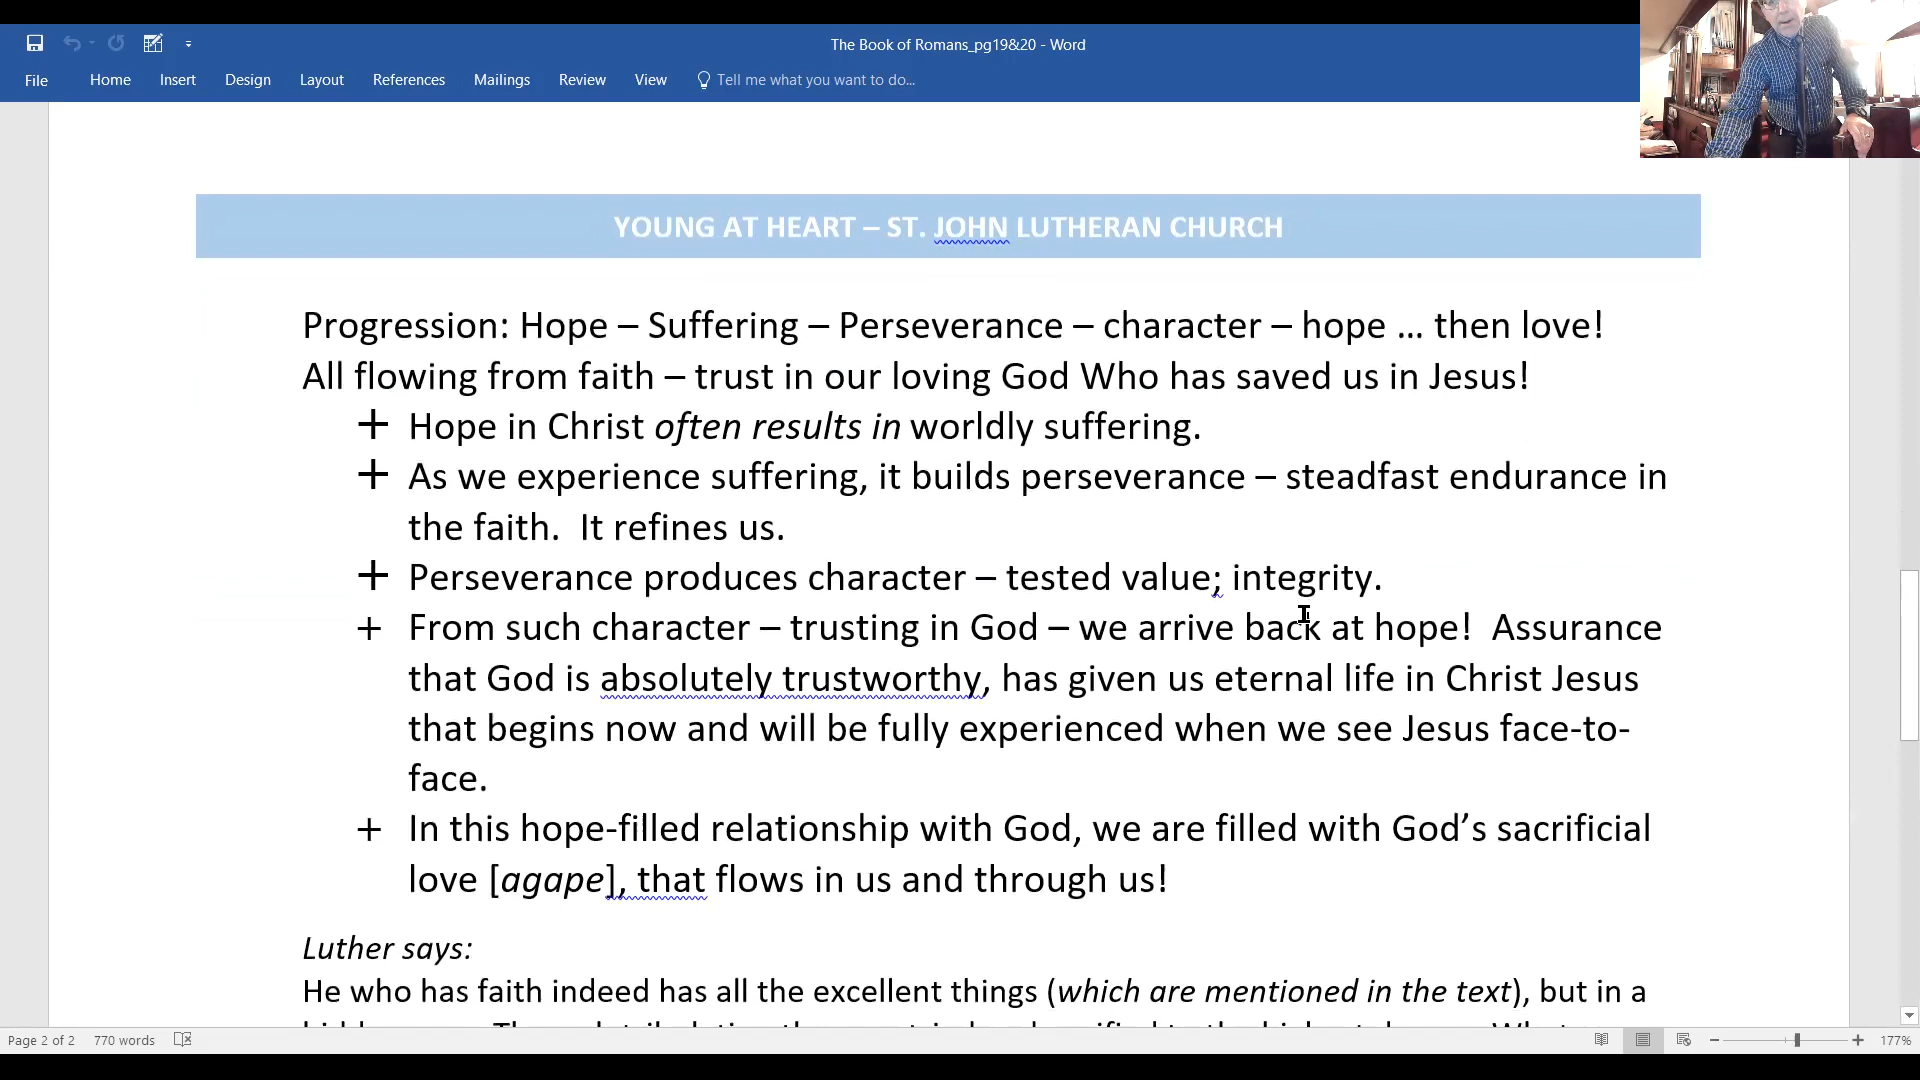 The Book of Romans_pg19&20 - Word
File Home Insert Design Layout References Mailings Review View Tell me what you want to do...
YOUNG AT HEART – ST. JOHN LUTHERAN CHURCH
Progression: Hope – Suffering – Perseverance – character – hope … then love!
All flowing from faith – trust in our loving God Who has saved us in Jesus!
+ Hope in Christ often results in worldly suffering.
+ As we experience suffering, it builds perseverance – steadfast endurance in
the faith.  It refines us.
+ Perseverance produces character – tested value; integrity.
+ From such character – trusting in God – we arrive back at hope!  Assurance
that God is absolutely trustworthy, has given us eternal life in Christ Jesus
that begins now and will be fully experienced when we see Jesus face-to-
face.
+ In this hope-filled relationship with God, we are filled with God’s sacrificial
love [agape], that flows in us and through us!
Luther says:
He who has faith indeed has all the excellent things (which are mentioned in the text), but in a
Page 2 of 2 770 words 177%